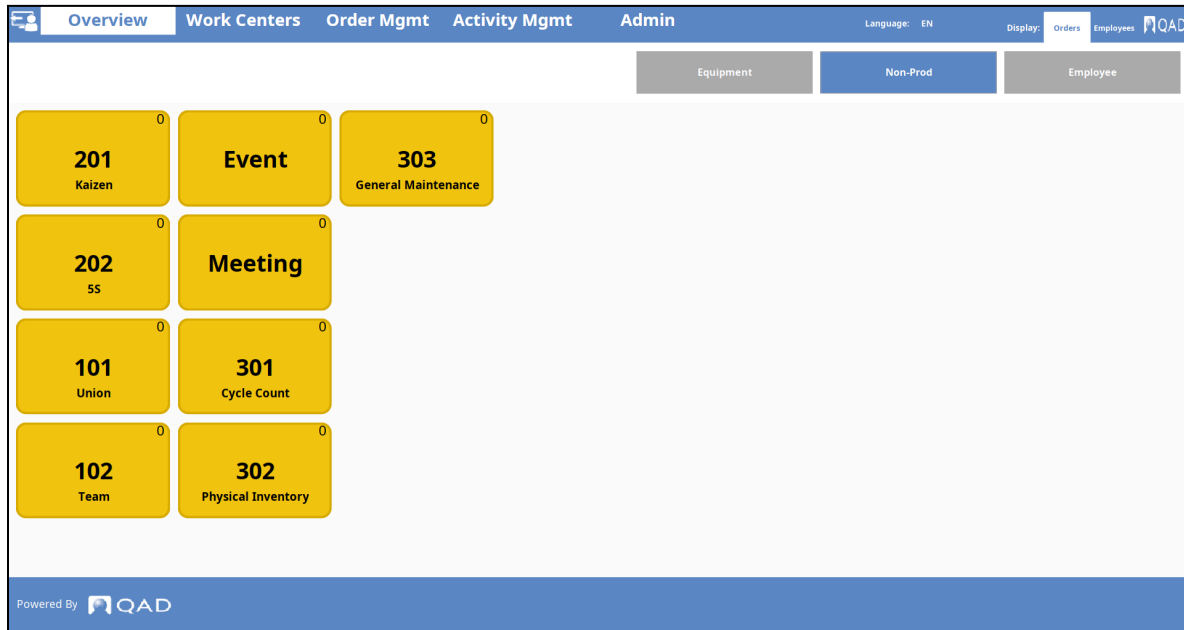 Overview Work Centers Order Mgmt Activity Mgmt Admin Language: EN Display: Orders Employees QAD
Equipment Non-Prod Employee
0 0 0
201 Event 303
Kaizen General Maintenance
0 0
202 Meeting
5S
0 0
101 301
Union Cycle Count
0 0
102 302
Team Physical Inventory
Powered By QAD